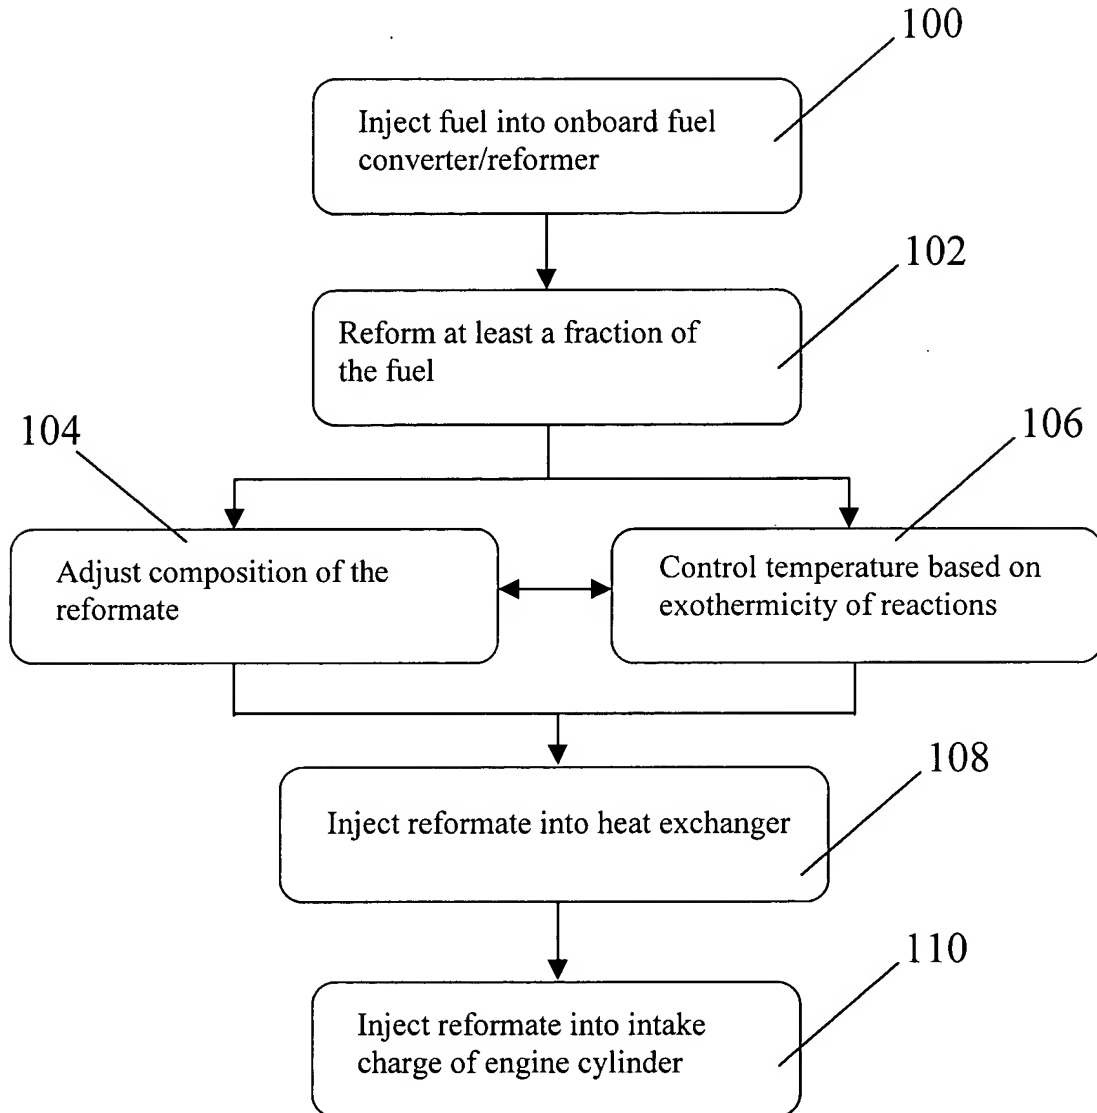 100
Inject fuel into onboard fuel
converter/reformer
102
Reform at least a fraction of
the fuel
104
106
Adjust composition of the
reformate
Control temperature based on
exothermicity of reactions
108
Inject reformate into heat exchanger
110
Inject reformate into intake
charge of engine cylinder